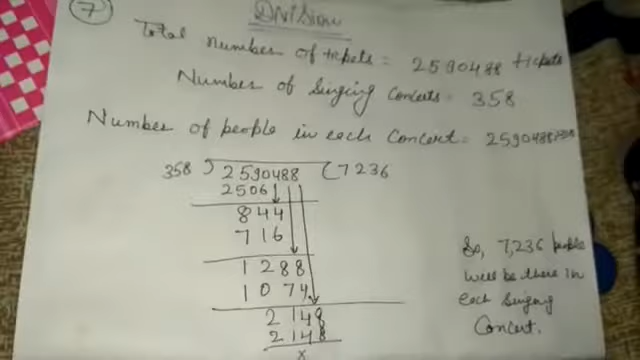 7
Division
Total number of tickets = 2590488 tickets
Number of Singing Concerts = 358
Number of people in each Concert = 2590488÷358
358 ) 2590488 ( 7236
2506
844
716
1288
1074
2148
2148
x
So, 7,236 people
will be there in
each singing
Concert.